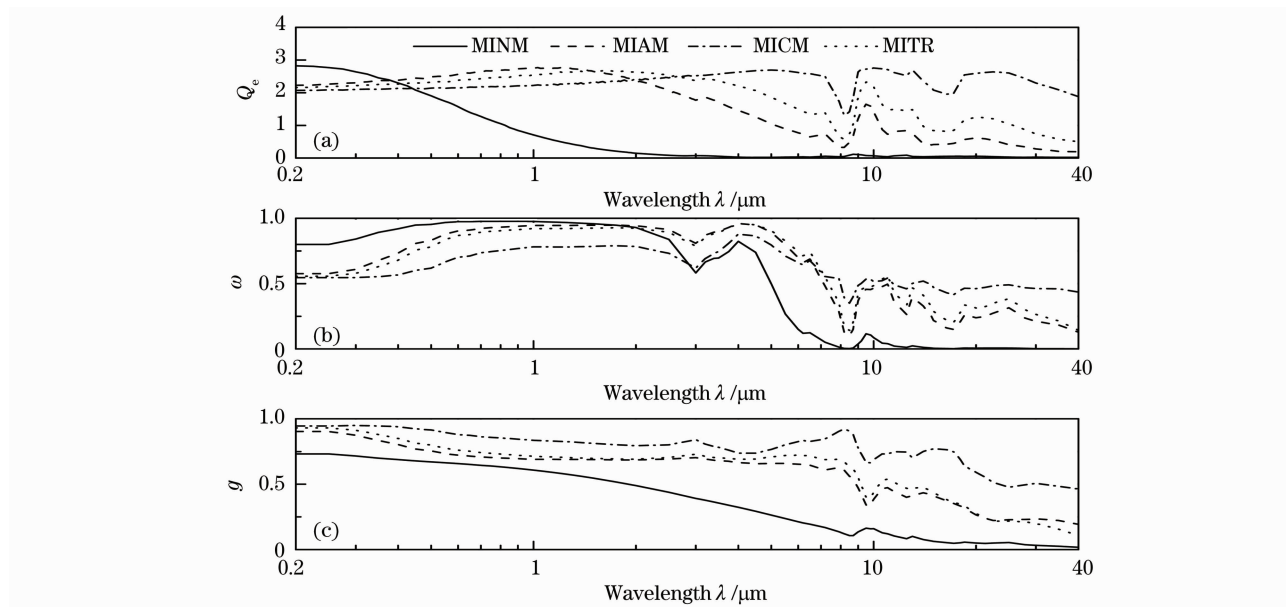 4
MINM MIAM MICM MITR
3
Qe
2
1
(a)
0
0.2 1 10 40
Wavelength λ /μm
1.0
ω
0.5
(b)
0
0.2 1 10 40
Wavelength λ /μm
1.0
g
0.5
(c)
0
0.2 1 10 40
Wavelength λ /μm